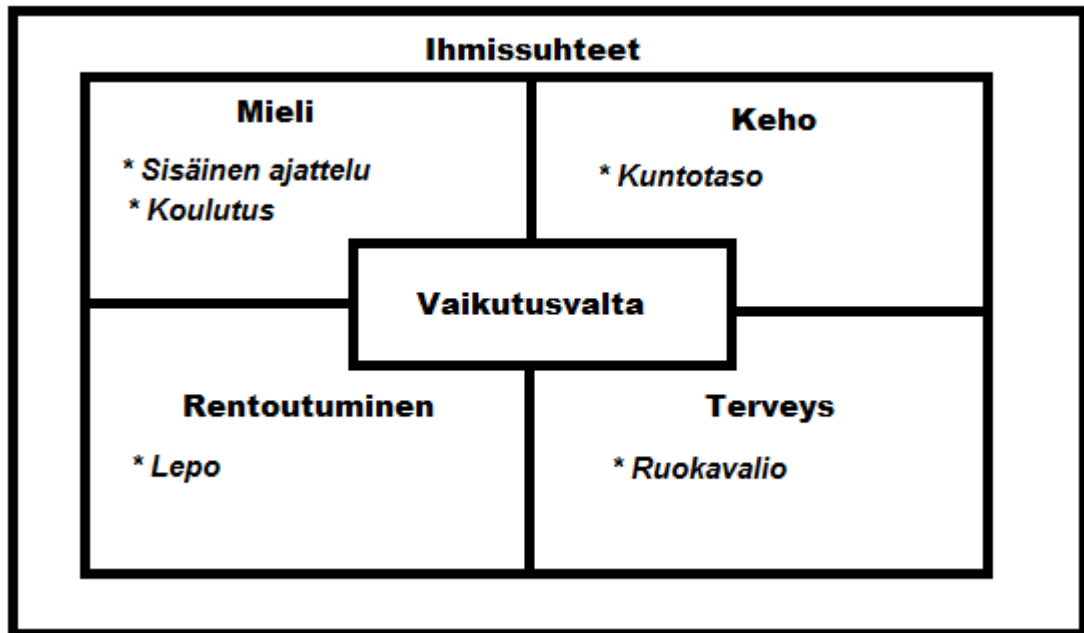 Ihmissuhteet
Mieli
* Sisäinen ajattelu
* Koulutus
Keho
* Kuntotaso
Vaikutusvalta
Rentoutuminen
* Lepo
Terveys
* Ruokavalio